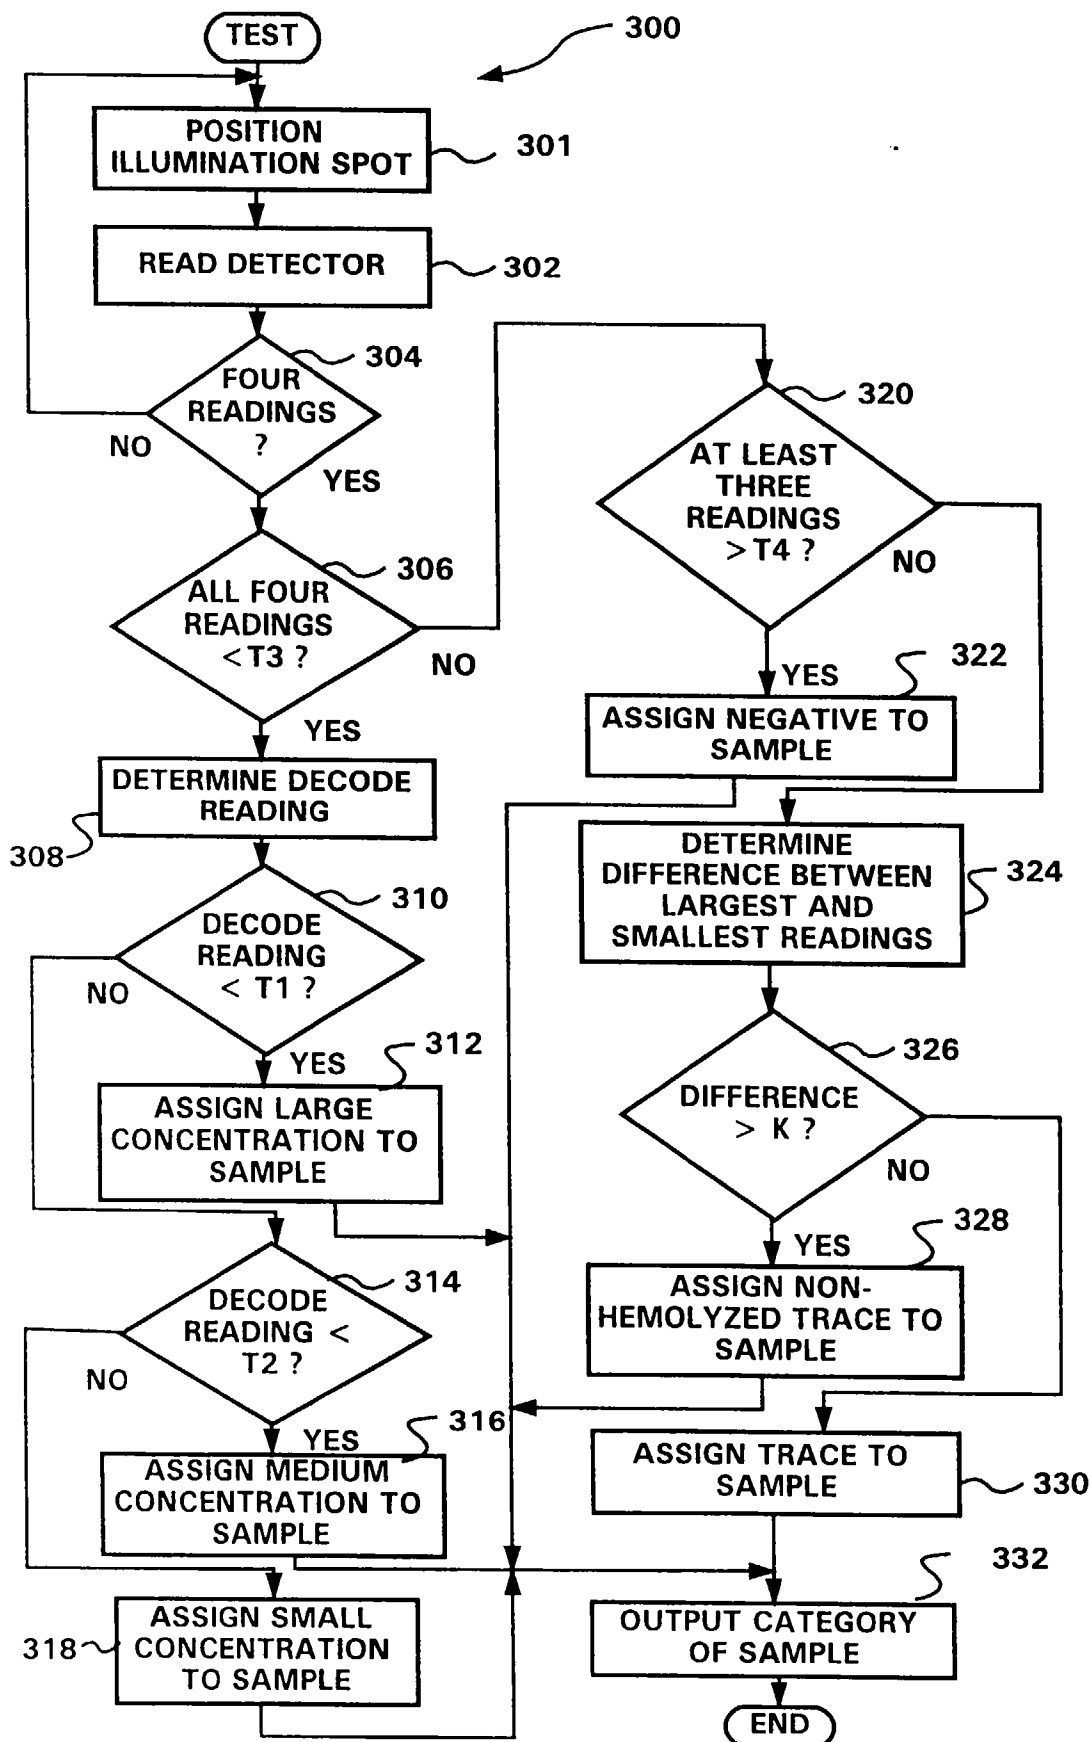 TEST
300
POSITION
ILLUMINATION SPOT
301
READ DETECTOR
302
304
FOUR
READINGS
?
NO
YES
306
ALL FOUR
READINGS
< T3 ?
NO
YES
DETERMINE DECODE
READING
308
310
DECODE
READING
< T1 ?
NO
YES
312
ASSIGN LARGE
CONCENTRATION TO
SAMPLE
314
DECODE
READING <
T2 ?
NO
YES
316
ASSIGN MEDIUM
CONCENTRATION TO
SAMPLE
318
ASSIGN SMALL
CONCENTRATION
TO SAMPLE
320
AT LEAST
THREE
READINGS
> T4 ?
NO
YES
322
ASSIGN NEGATIVE TO
SAMPLE
DETERMINE
DIFFERENCE BETWEEN
LARGEST AND
SMALLEST READINGS
324
326
DIFFERENCE
> K ?
NO
YES
328
ASSIGN NON-
HEMOLYZED TRACE TO
SAMPLE
ASSIGN TRACE TO
SAMPLE
330
332
OUTPUT CATEGORY
OF SAMPLE
END